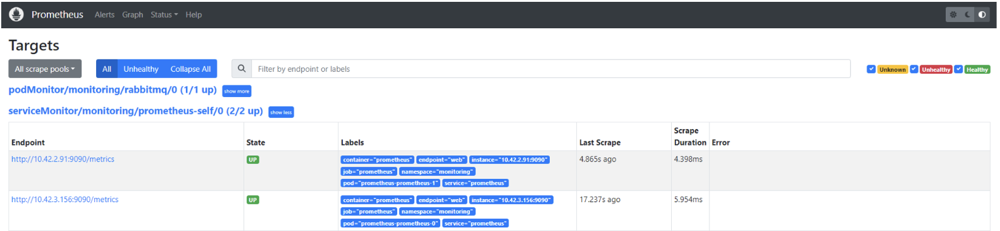 Prometheus Alerts Graph Status Help
Targets
All scrape pools All Unhealthy Collapse All Filter by endpoint or labels Unknown Unhealthy Healthy
podMonitor/monitoring/rabbitmq/0 (1/1 up) show more
serviceMonitor/monitoring/prometheus-self/0 (2/2 up) show less
Endpoint State Labels Last Scrape Scrape Duration Error
http://10.42.2.91:9090/metrics UP container="prometheus" endpoint="web" instance="10.42.2.91:9090" 4.865s ago 4.398ms
job="prometheus" namespace="monitoring"
pod="prometheus-prometheus-1" service="prometheus"
http://10.42.3.156:9090/metrics UP container="prometheus" endpoint="web" instance="10.42.3.156:9090" 17.237s ago 5.954ms
job="prometheus" namespace="monitoring"
pod="prometheus-prometheus-0" service="prometheus"